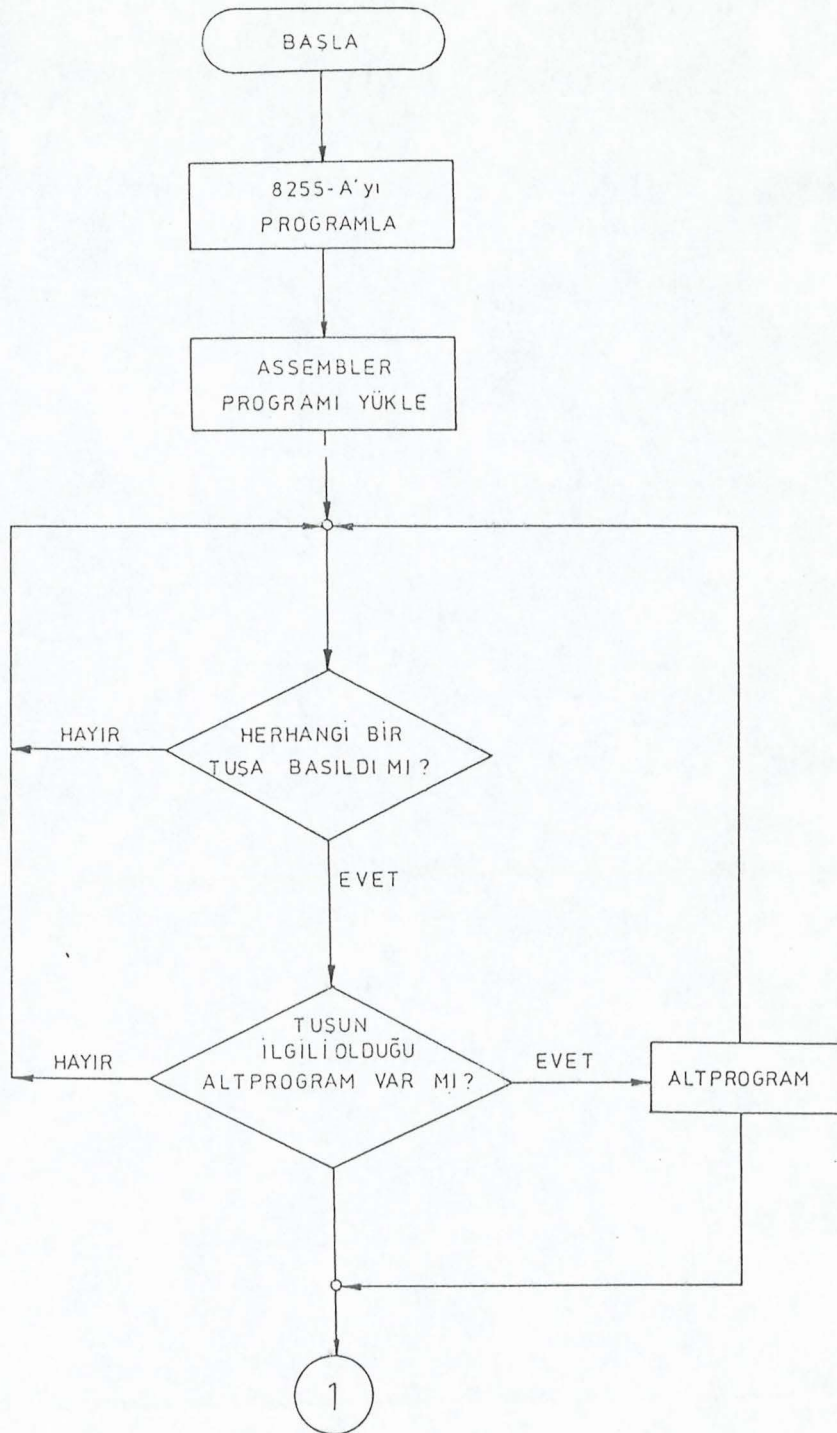 BAŞLA
8255-A'yı
PROGRAMLA
ASSEMBLER
PROGRAMI YÜKLE
HAYIR
HERHANGİ BİR
TUŞA BASILDI MI ?
EVET
TUŞUN
İLGİLİ OLDUĞU
ALTPROGRAM VAR MI ?
HAYIR
EVET
ALTPROGRAM
1